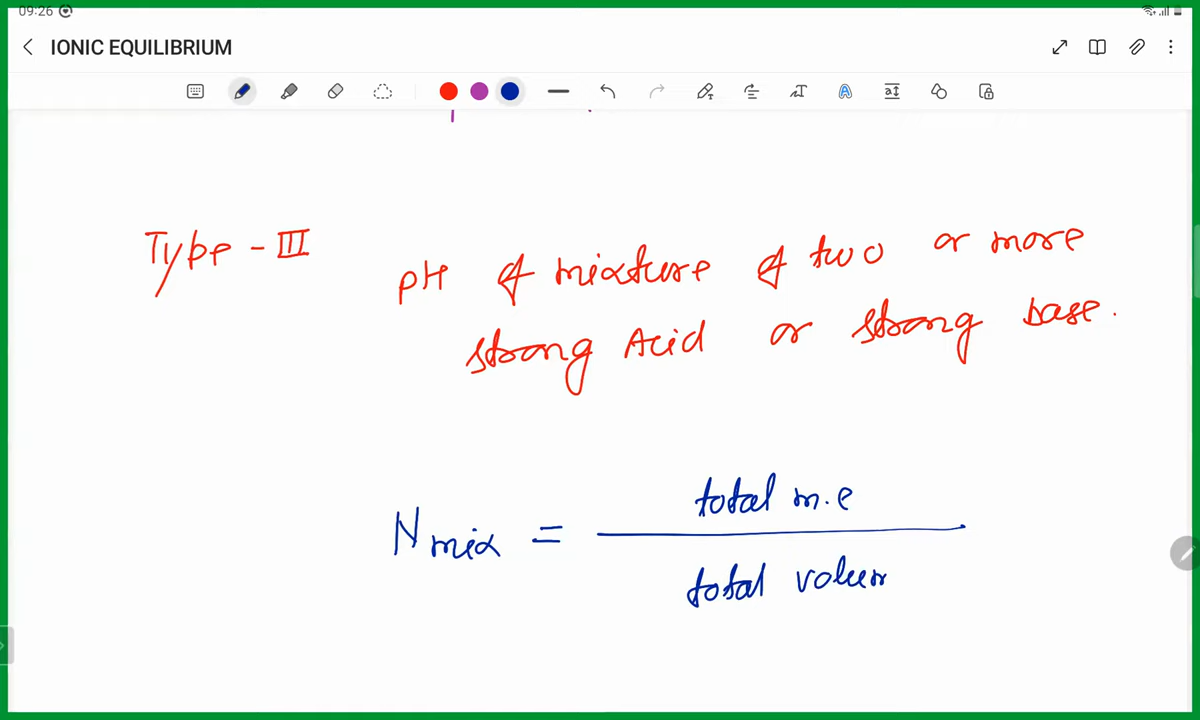 09:26
IONIC EQUILIBRIUM
Type - III
pH of mixture of two or more
strong Acid or strong base.
N mix =
total m.e
total volum